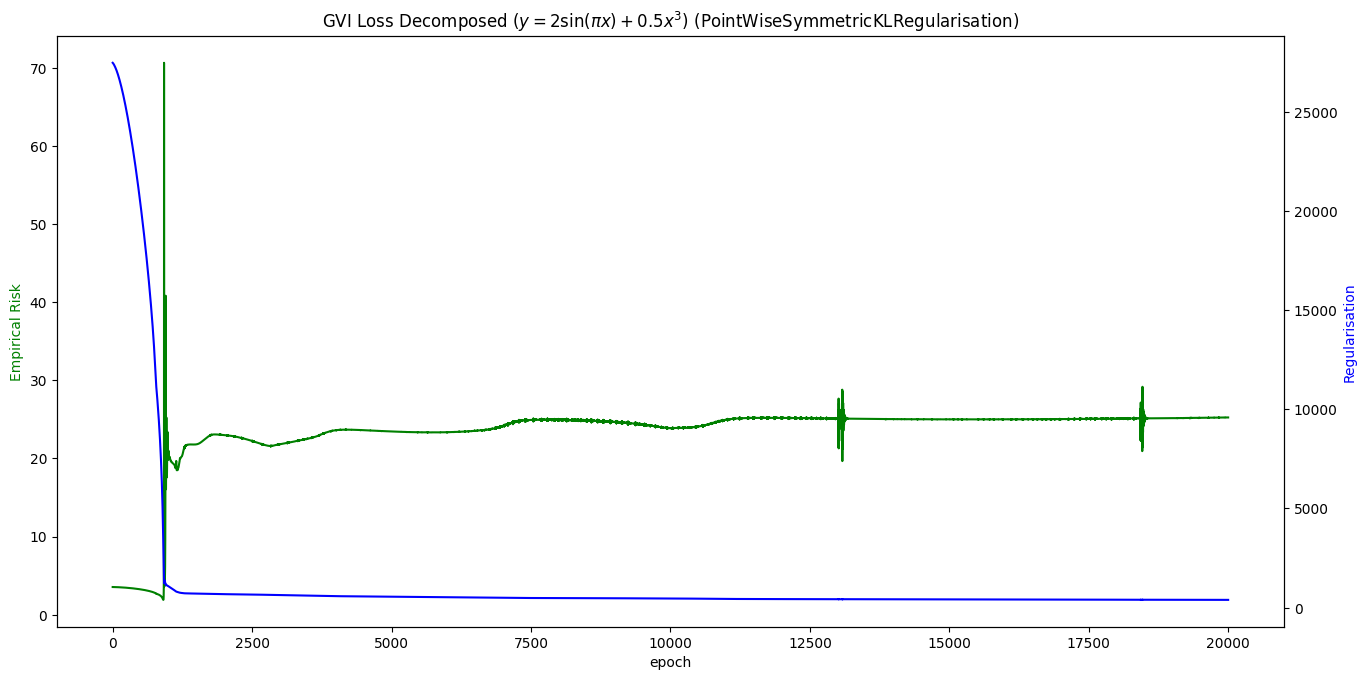 GVI Loss Decomposed (y = 2sin(πx) + 0.5x³) (PointWiseSymmetricKLRegularisation)
70
60
50
40
30
20
10
0
Empirical Risk
25000
20000
15000
10000
5000
0
Regularisation
0 2500 5000 7500 10000 12500 15000 17500 20000
epoch